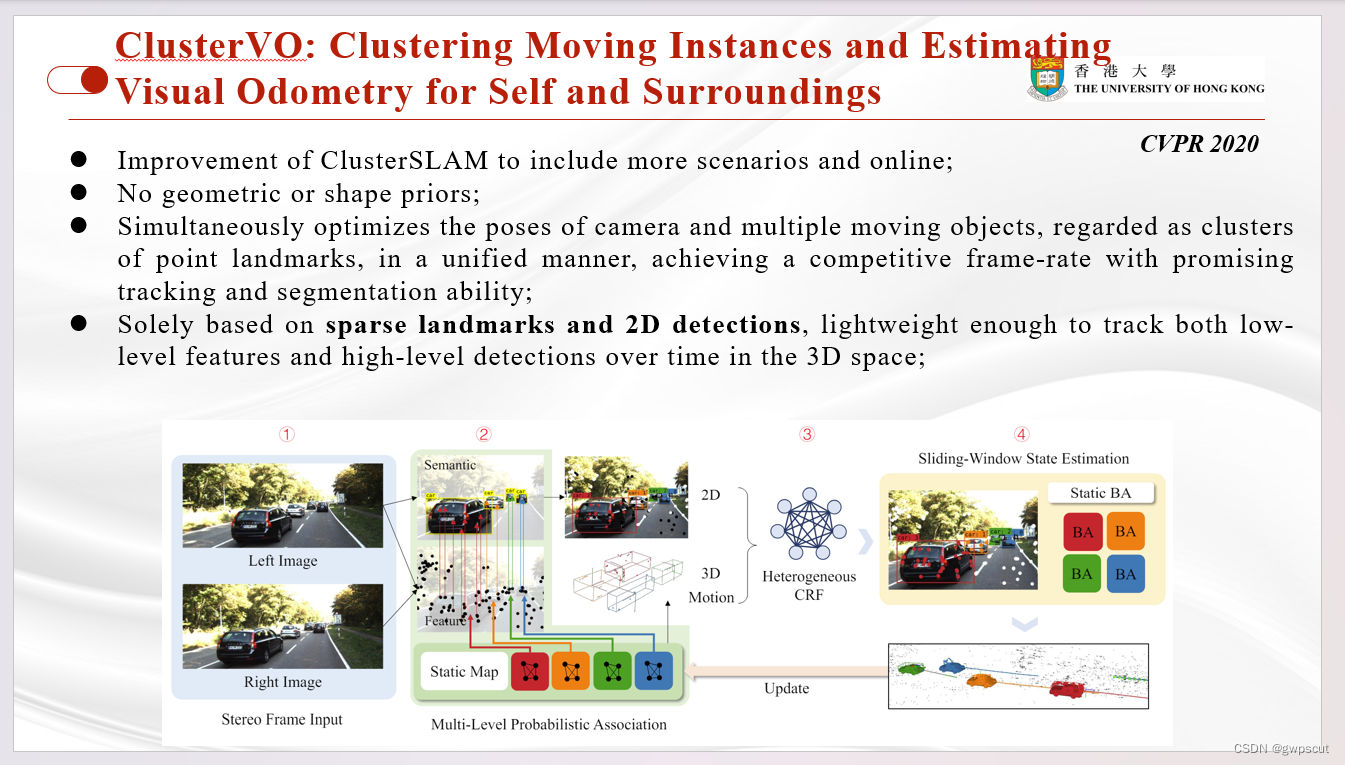 ClusterVO: Clustering Moving Instances and Estimating
Visual Odometry for Self and Surroundings
香港大學
THE UNIVERSITY OF HONG KONG
CVPR 2020
● Improvement of ClusterSLAM to include more scenarios and online;
● No geometric or shape priors;
● Simultaneously optimizes the poses of camera and multiple moving objects, regarded as clusters
of point landmarks, in a unified manner, achieving a competitive frame-rate with promising
tracking and segmentation ability;
● Solely based on sparse landmarks and 2D detections, lightweight enough to track both low-
level features and high-level detections over time in the 3D space;
①
②
③
④
Left Image
Right Image
Stereo Frame Input
Semantic
car
car
car
car
Feature
Static Map
Multi-Level Probabilistic Association
2D
3D
Motion
Heterogeneous
CRF
Sliding-Window State Estimation
Static BA
BA
BA
BA
BA
Update
CSDN @gwpscut